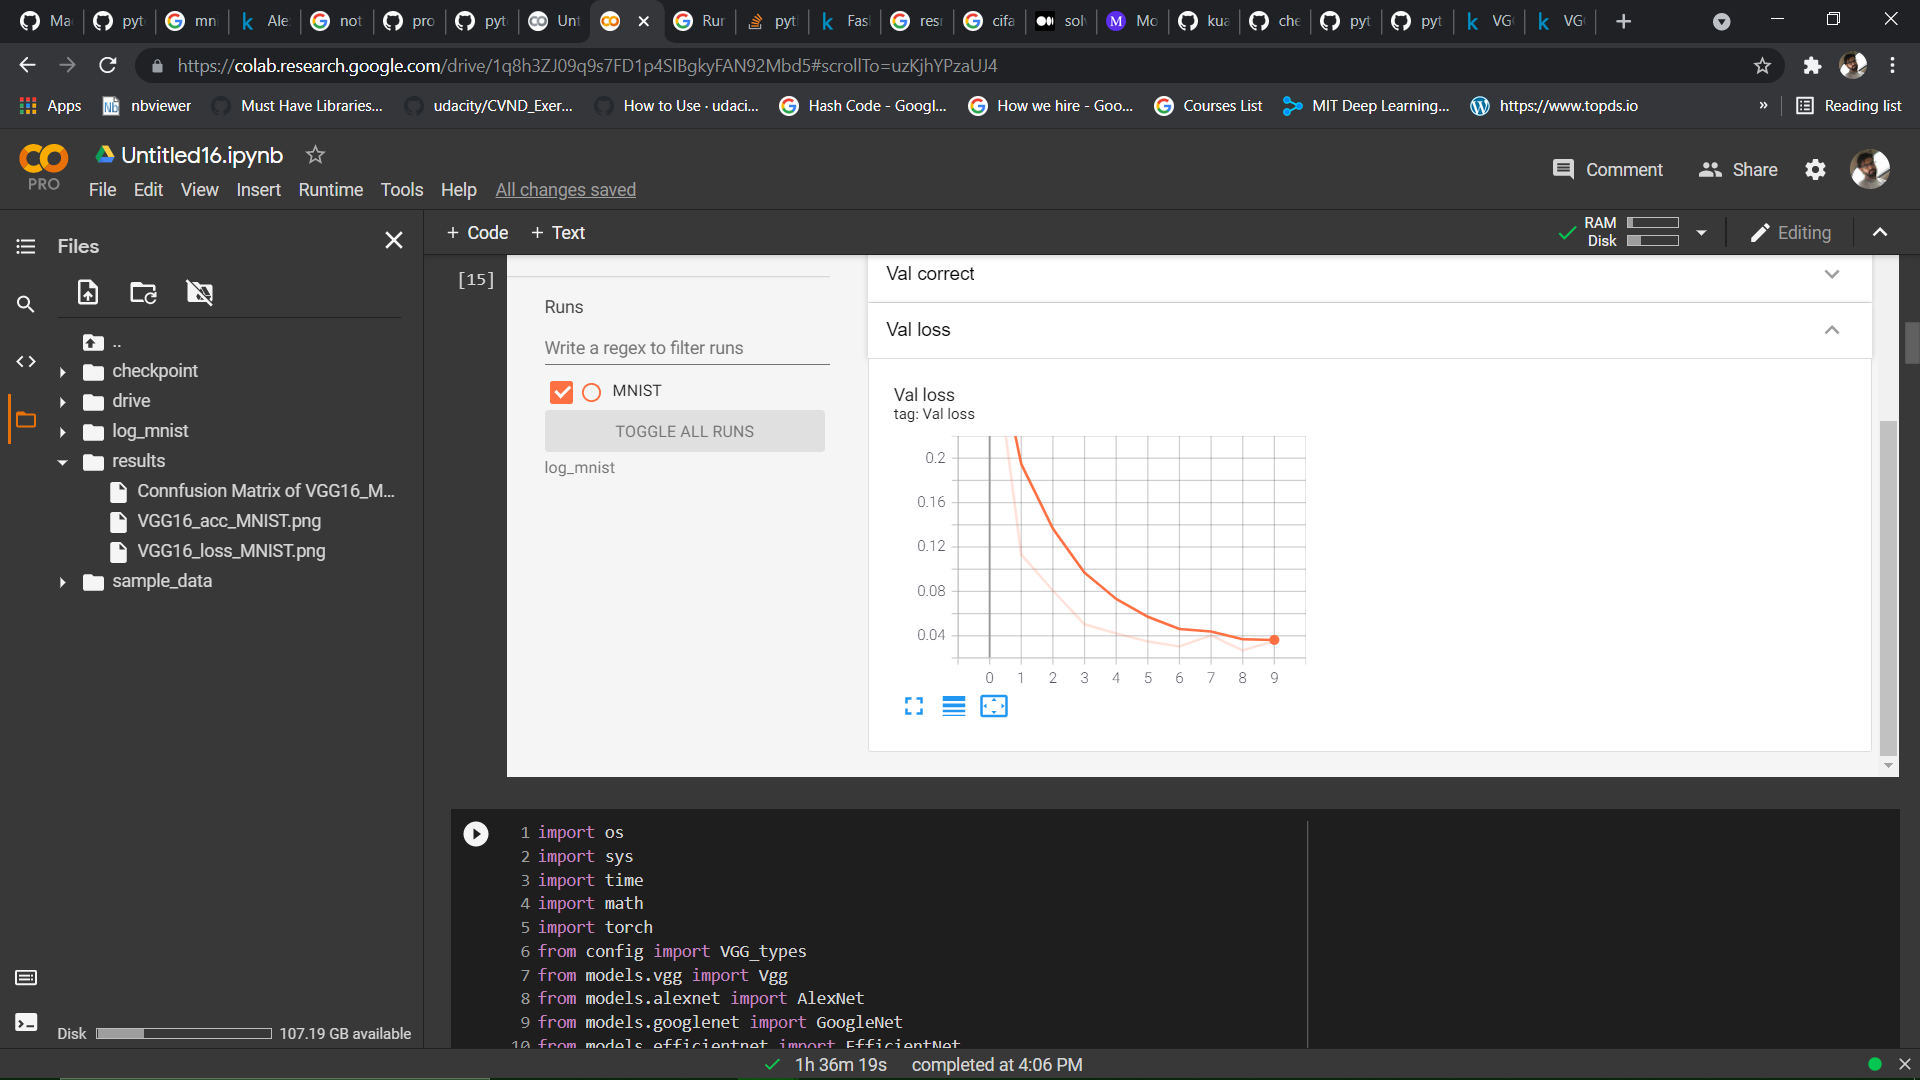 Ma
pyt
mni
Ale
not
pro
pyt
Unt
Rur
pyt
Fas
resr
cifa
solv
Mo
kua
che
pyt
pyt
VG
VG
https://colab.research.google.com/drive/1q8h3ZJ09q9s7FD1p4SIBgkyFAN92Mbd5#scrollTo=uzKjhYPzaUJ4
Apps
nbviewer
Must Have Libraries...
udacity/CVND_Exer...
How to Use · udaci...
Hash Code - Googl...
How we hire - Goo...
Courses List
MIT Deep Learning...
https://www.topds.io
»
Reading list
PRO
Untitled16.ipynb
File Edit View Insert Runtime Tools Help All changes saved
Comment
Share
Files
+ Code + Text
RAM
Disk
Editing
..
checkpoint
drive
log_mnist
results
Connfusion Matrix of VGG16_M...
VGG16_acc_MNIST.png
VGG16_loss_MNIST.png
sample_data
Disk 107.19 GB available
[15]
Runs
Write a regex to filter runs
MNIST
TOGGLE ALL RUNS
log_mnist
Val correct
Val loss
Val loss
tag: Val loss
0.2
0.16
0.12
0.08
0.04
0 1 2 3 4 5 6 7 8 9
1 import os
2 import sys
3 import time
4 import math
5 import torch
6 from config import VGG_types
7 from models.vgg import Vgg
8 from models.alexnet import AlexNet
9 from models.googlenet import GoogleNet
10 from models.efficientnet import EfficientNet
1h 36m 19s completed at 4:06 PM